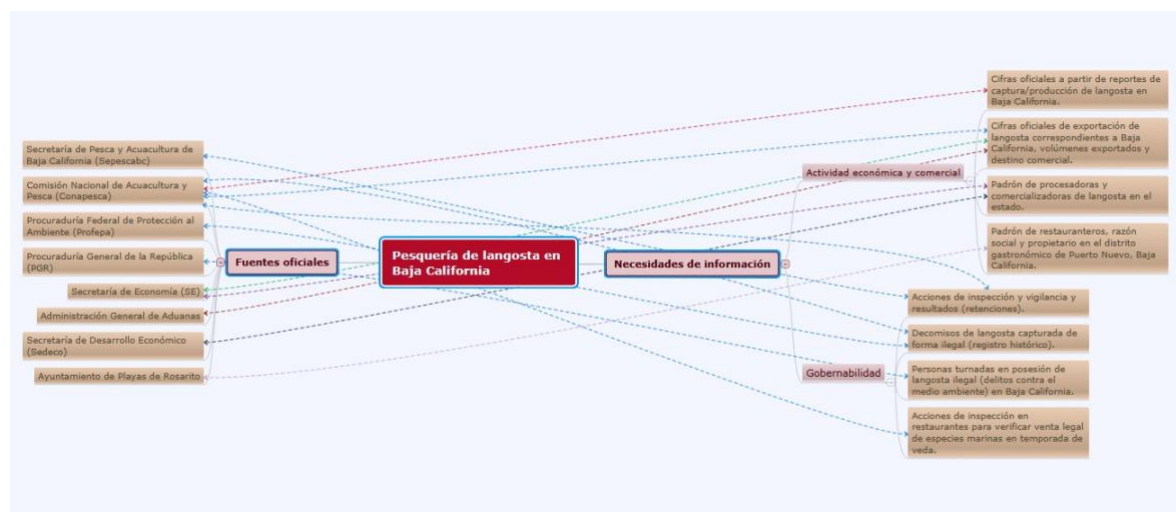 Secretaría de Pesca y Acuacultura de
Baja California (Sepescabc)
Comisión Nacional de Acuacultura y
Pesca (Conapesca)
Procuraduría Federal de Protección al
Ambiente (Profepa)
Procuraduría General de la República
(PGR)
Secretaría de Economía (SE)
Administración General de Aduanas
Secretaría de Desarrollo Económico
(Sedeco)
Ayuntamiento de Playas de Rosarito
Fuentes oficiales
Pesquería de langosta en
Baja California
Necesidades de información
Actividad económica y comercial
Cifras oficiales a partir de reportes de
captura/producción de langosta en
Baja California.
Cifras oficiales de exportación de
langosta correspondientes a Baja
California, volúmenes exportados y
destino comercial.
Padrón de procesadoras y
comercializadoras de langosta en el
estado.
Padrón de restauranteros, razón
social y propietario en el distrito
gastronómico de Puerto Nuevo, Baja
California.
Gobernabilidad
Acciones de inspección y vigilancia y
resultados (retenciones).
Decomisos de langosta capturada de
forma ilegal (registro histórico).
Personas turnadas en posesión de
langosta ilegal (delitos contra el
medio ambiente) en Baja California.
Acciones de inspección en
restaurantes para verificar venta legal
de especies marinas en temporada de
veda.